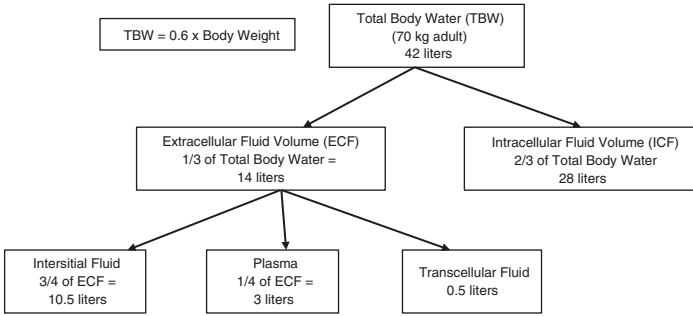 TBW = 0.6 x Body Weight
Total Body Water (TBW)
(70 kg adult)
42 liters
Extracellular Fluid Volume (ECF)
1/3 of Total Body Water =
14 liters
Intracellular Fluid Volume (ICF)
2/3 of Total Body Water
28 liters
Intersitial Fluid
3/4 of ECF =
10.5 liters
Plasma
1/4 of ECF =
3 liters
Transcellular Fluid
0.5 liters